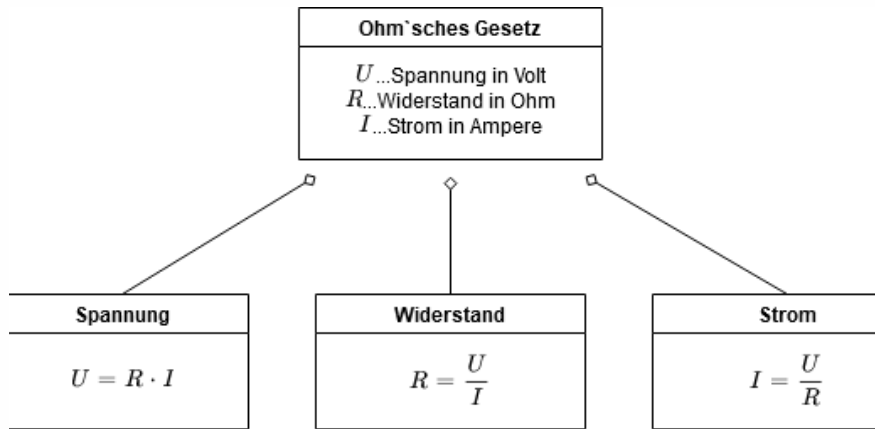 Ohm`sches Gesetz
U...Spannung in Volt
R...Widerstand in Ohm
I...Strom in Ampere
Spannung
U = R · I
Widerstand
R = U/I
Strom
I = U/R